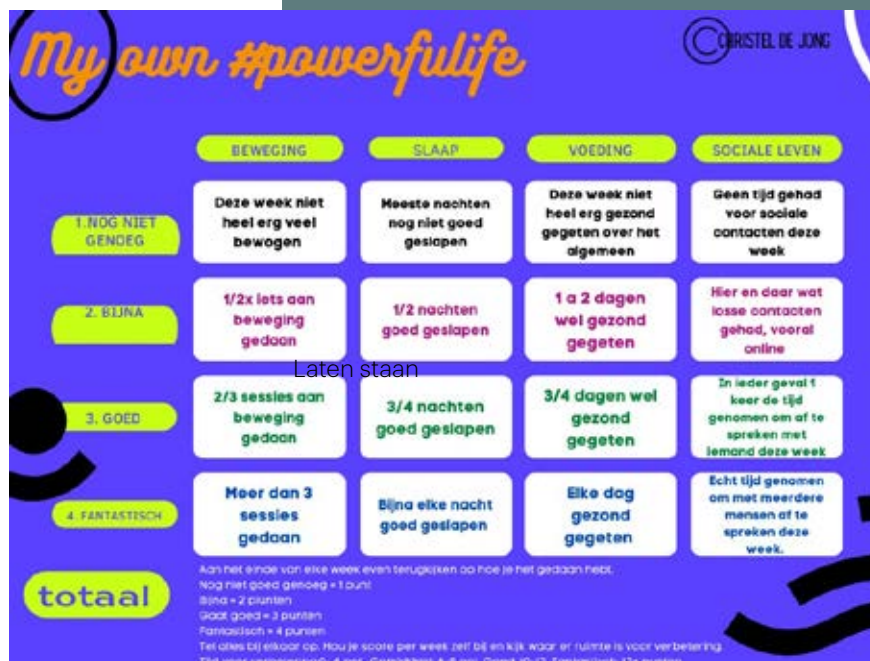 My own #powerfulife
CHRISTEL DE JONG
BEWEGING
SLAAP
VOEDING
SOCIALE LEVEN
1.NOG NIET
GENOEG
Deze week niet
heel erg veel
bewogen
Meeste nachten
nog niet goed
geslapen
Deze week niet
heel erg gezond
gegeten over het
algemeen
Geen tijd gehad
voor sociale
contacten deze
week
2. BIJNA
1/2x iets aan
beweging
gedaan
1/2 nachten
goed geslapen
1 a 2 dagen
wel gezond
gegeten
Hier en daar wat
losse contacten
gehad, vooral
online
Laten staan
3. GOED
2/3 sessies aan
beweging
gedaan
3/4 nachten
goed geslapen
3/4 dagen wel
gezond
gegeten
In ieder geval 1
keer de tijd
genomen om af te
spreken met
iemand deze week
4. FANTASTISCH
Meer dan 3
sessies
gedaan
Bijna elke nacht
goed geslapen
Elke dag
gezond
gegeten
Echt tijd genomen
om met meerdere
mensen af te
spreken deze
week.
totaal
Aan het einde van elke week even terugkijken op hoe je het gedaan hebt.
Nog niet goed genoeg = 1 punt
Bijna = 2 punten
Gaat goed = 3 punten
Fantastisch = 4 punten
Tel alles bij elkaar op. Hou je score per week zelf bij en kijk waar er ruimte is voor verbetering.